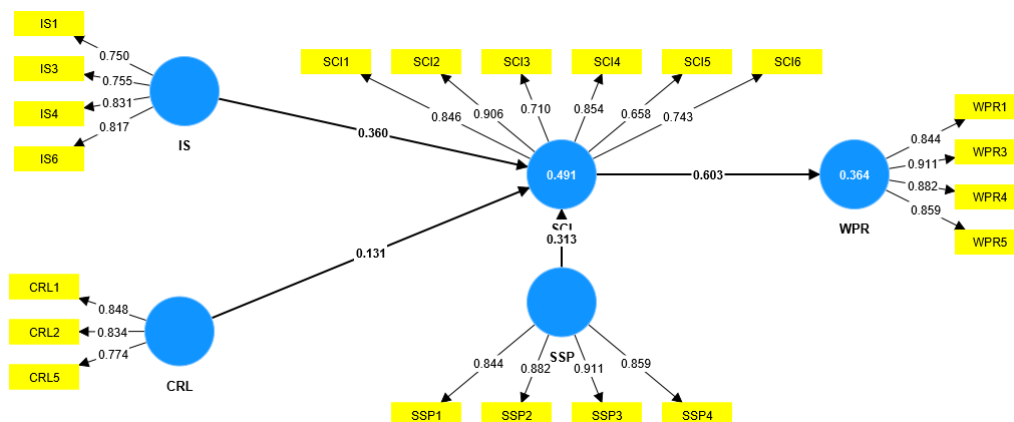 IS1
IS3
IS4
IS6
0.750
0.755
0.831
0.817
IS
SCI1
SCI2
SCI3
SCI4
SCI5
SCI6
0.846
0.906
0.710
0.854
0.658
0.743
0.360
0.491
SCI
0.603
0.364
WPR
WPR1
WPR3
WPR4
WPR5
0.844
0.911
0.882
0.859
0.131
0.313
CRL1
CRL2
CRL5
0.848
0.834
0.774
CRL
SSP
0.844
0.882
0.911
0.859
SSP1
SSP2
SSP3
SSP4